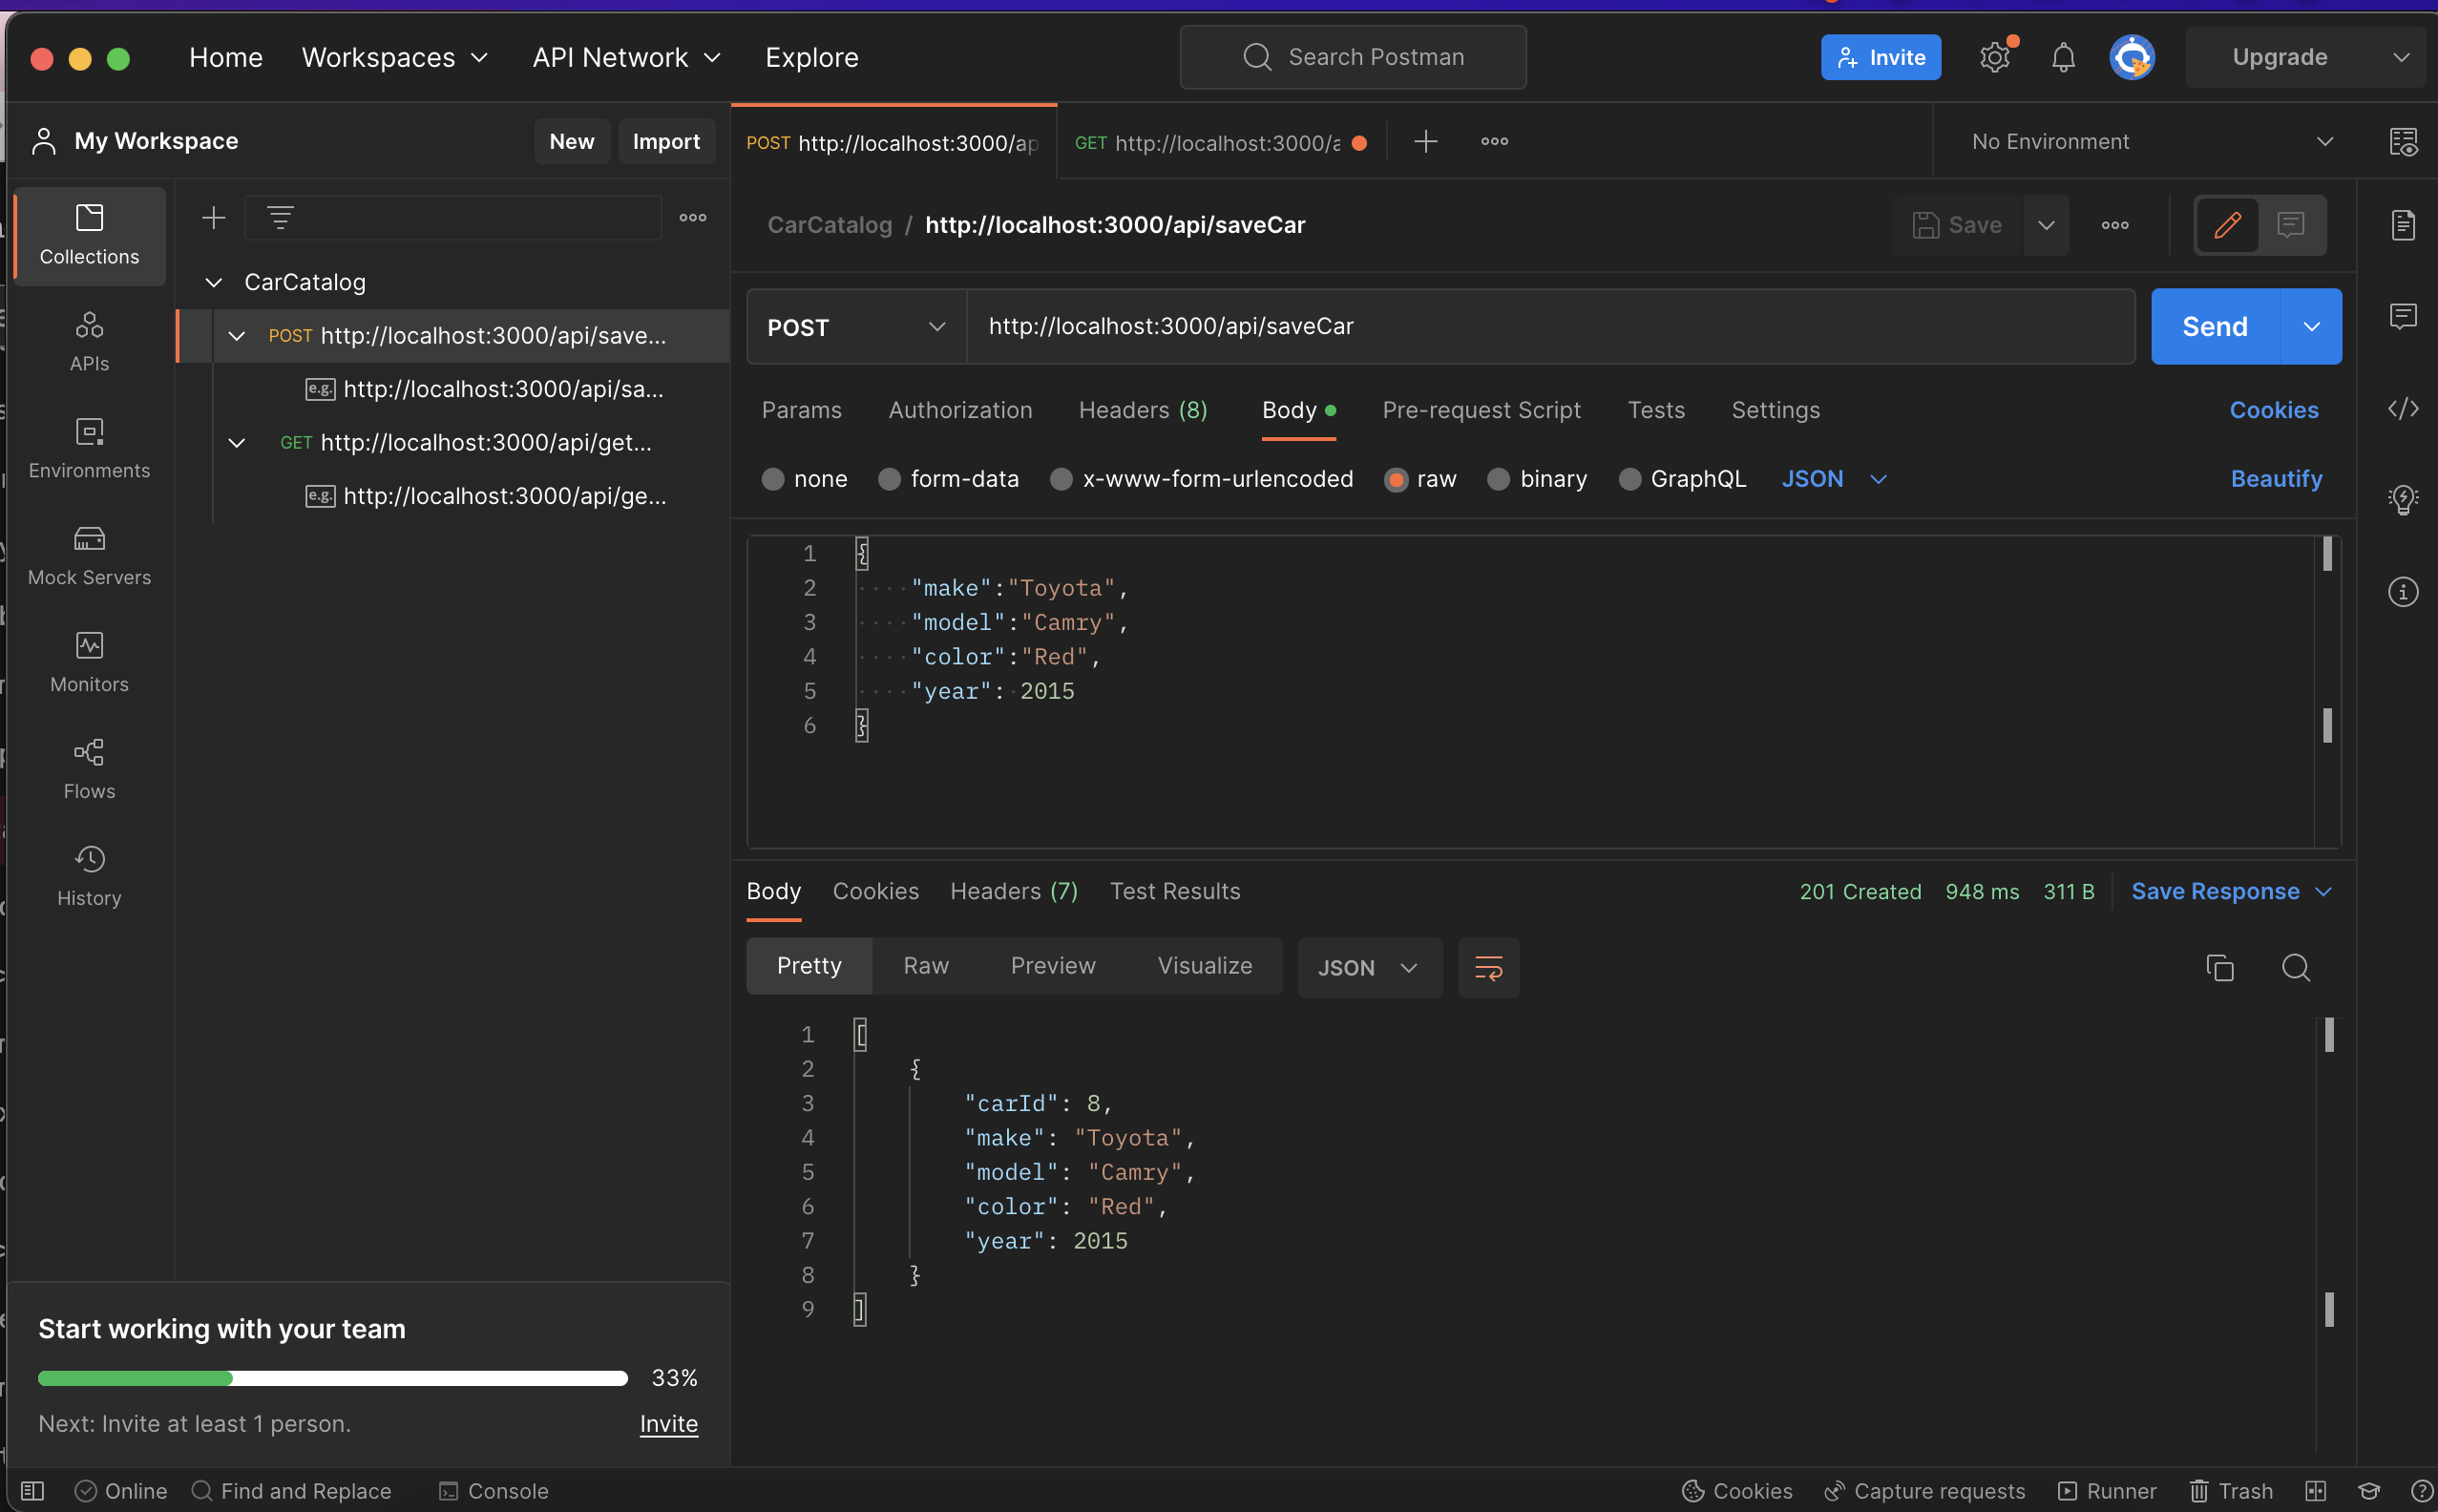 Home Workspaces API Network Explore Search Postman Invite Upgrade
My Workspace New Import
POST http://localhost:3000/ap GET http://localhost:3000/a No Environment
Collections
APIs
Environments
Mock Servers
Monitors
Flows
History
CarCatalog
POST http://localhost:3000/api/save...
e.g. http://localhost:3000/api/sa...
GET http://localhost:3000/api/get...
e.g. http://localhost:3000/api/ge...
Start working with your team
33%
Next: Invite at least 1 person. Invite
CarCatalog / http://localhost:3000/api/saveCar Save
POST http://localhost:3000/api/saveCar Send
Params Authorization Headers (8) Body Pre-request Script Tests Settings Cookies
none form-data x-www-form-urlencoded raw binary GraphQL JSON Beautify
1 {
2 "make":"Toyota",
3 "model":"Camry",
4 "color":"Red",
5 "year": 2015
6 }
Body Cookies Headers (7) Test Results 201 Created 948 ms 311 B Save Response
Pretty Raw Preview Visualize JSON
1 [
2 {
3 "carId": 8,
4 "make": "Toyota",
5 "model": "Camry",
6 "color": "Red",
7 "year": 2015
8 }
9 ]
Online Find and Replace Console Cookies Capture requests Runner Trash